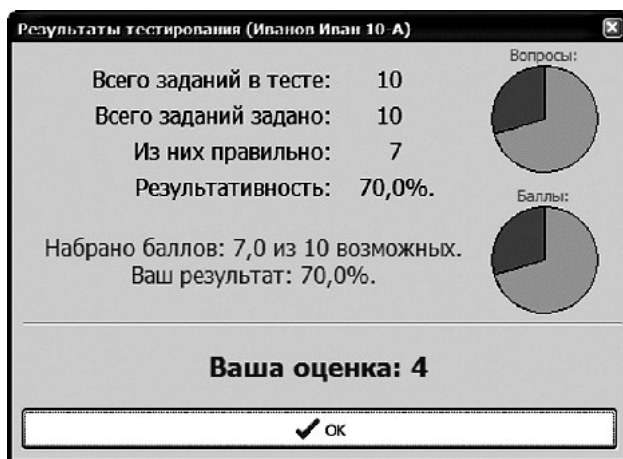 Результаты тестирования (Иванов Иван 10-А)
Вопросы:
Всего заданий в тесте: 10
Всего заданий задано: 10
Из них правильно: 7
Результативность: 70,0%.
Баллы:
Набрано баллов: 7,0 из 10 возможных.
Ваш результат: 70,0%.
Ваша оценка: 4
ОК